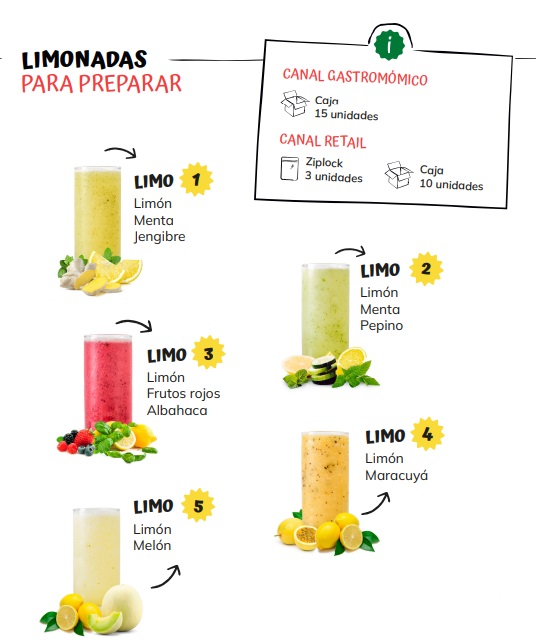 LIMONADAS
PARA PREPARAR
i
CANAL GASTROMÓMICO
Caja
15 unidades
CANAL RETAIL
Ziplock
3 unidades
Caja
10 unidades
LIMO 1
Limón
Menta
Jengibre
LIMO 2
Limón
Menta
Pepino
LIMO 3
Limón
Frutos rojos
Albahaca
LIMO 4
Limón
Maracuyá
LIMO 5
Limón
Melón